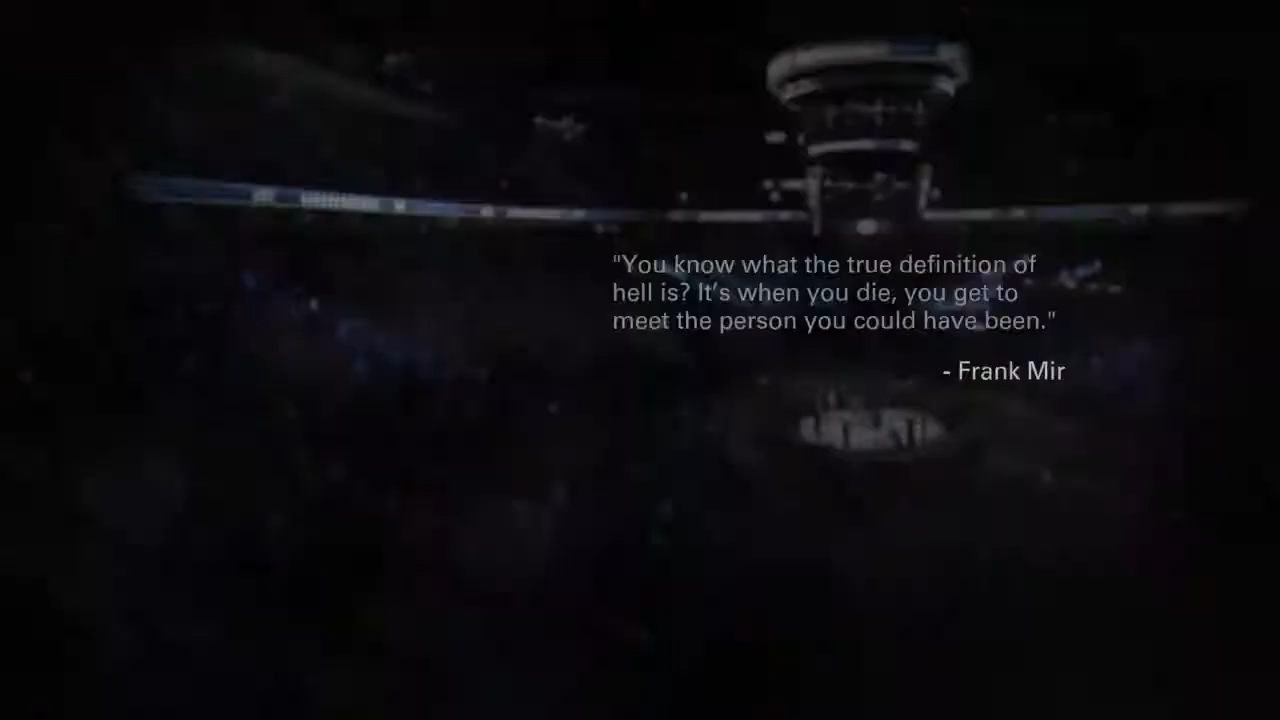 "You know what the true definition of
hell is? It's when you die, you get to
meet the person you could have been."
- Frank Mir